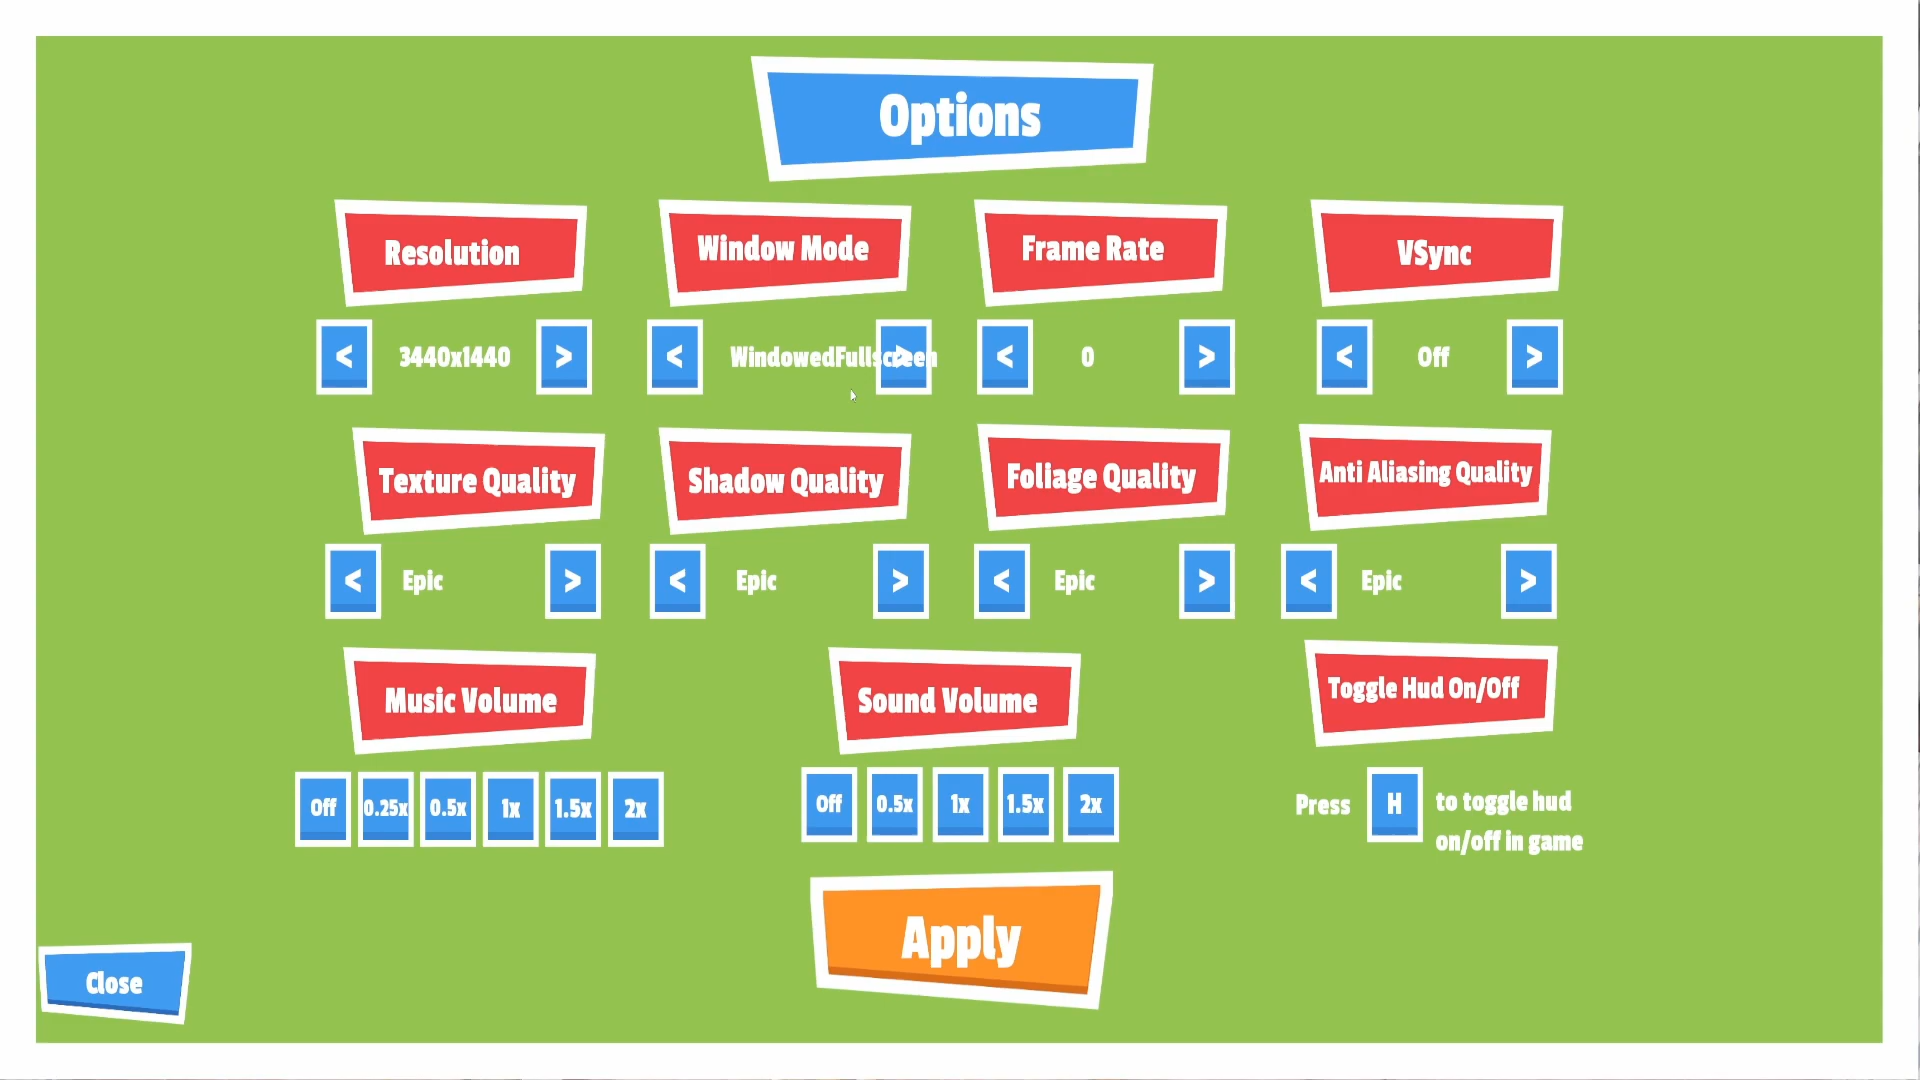 Options
Resolution
Window Mode
Frame Rate
VSync
< 3440x1440 >
< WindowedFullscreen >
< 0 >
< Off >
Texture Quality
Shadow Quality
Foliage Quality
Anti Aliasing Quality
< Epic >
< Epic >
< Epic >
< Epic >
Music Volume
Sound Volume
Toggle Hud On/Off
Off 0.25x 0.5x 1x 1.5x 2x
Off 0.5x 1x 1.5x 2x
Press H to toggle hud
on/off in game
Apply
Close